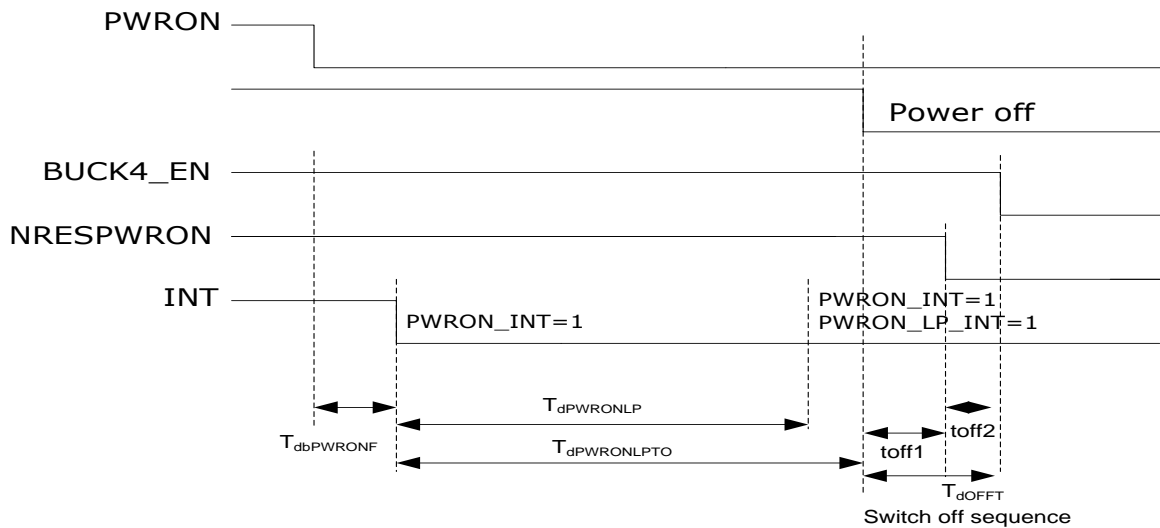 PWRON
Power off
BUCK4_EN
NRESPWRON
INT
PWRON_INT=1
PWRON_INT=1
PWRON_LP_INT=1
TdbPWRONF
TdPWRONLP
TdPWRONLPTO
toff1
toff2
TdOFFT
Switch off sequence